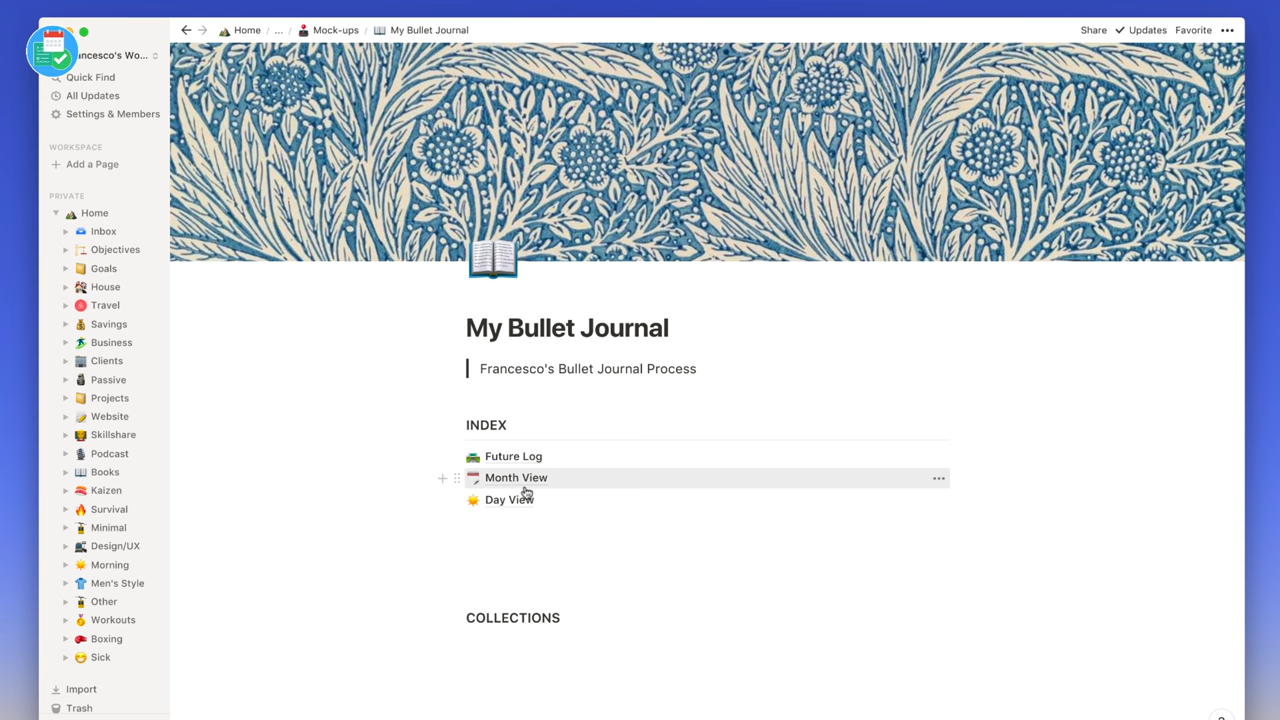 Home / ... / Mock-ups / My Bullet Journal
Share Updates Favorite •••
ancesco's Wo...
Quick Find
All Updates
Settings & Members
WORKSPACE
Add a Page
PRIVATE
Home
Inbox
Objectives
Goals
House
Travel
Savings
Business
Clients
Passive
Projects
Website
Skillshare
Podcast
Books
Kaizen
Survival
Minimal
Design/UX
Morning
Men's Style
Other
Workouts
Boxing
Sick
Import
Trash
My Bullet Journal
Francesco's Bullet Journal Process
INDEX
Future Log
Month View
Day View
COLLECTIONS